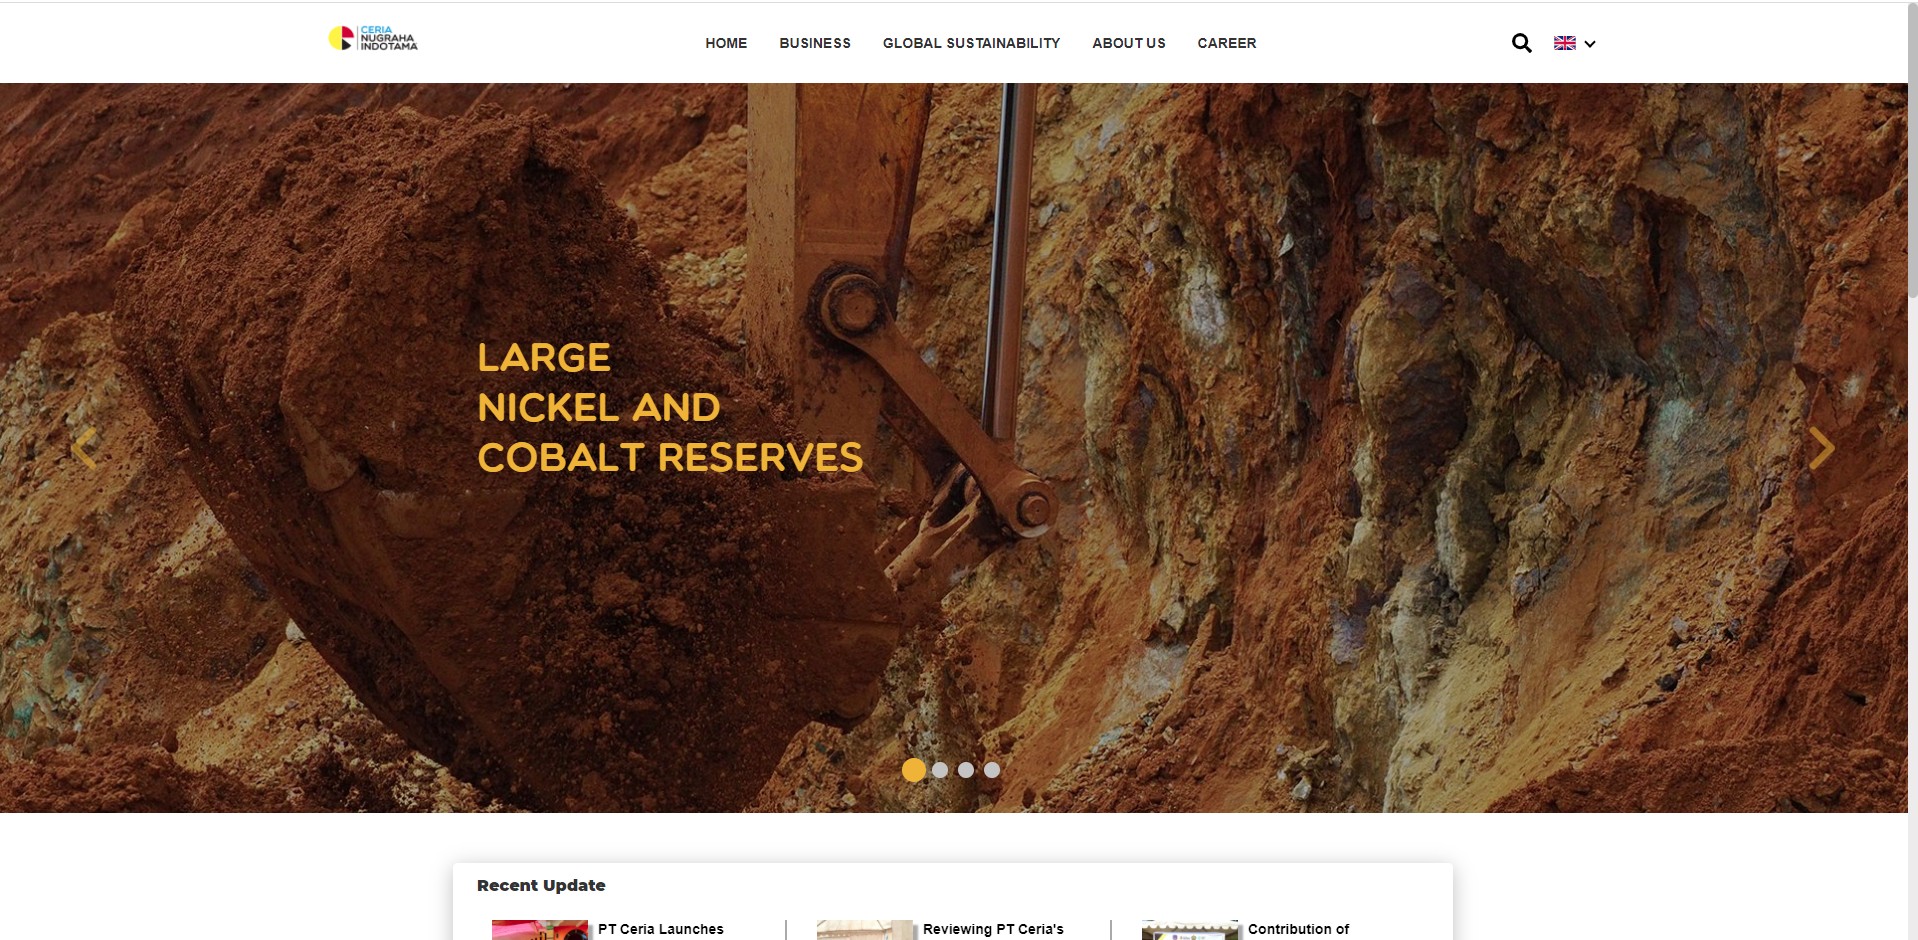 CERIA
NUGRAHA
INDOTAMA
HOME BUSINESS GLOBAL SUSTAINABILITY ABOUT US CAREER
LARGE
NICKEL AND
COBALT RESERVES
Recent Update
PT Ceria Launches
Reviewing PT Ceria's
Contribution of